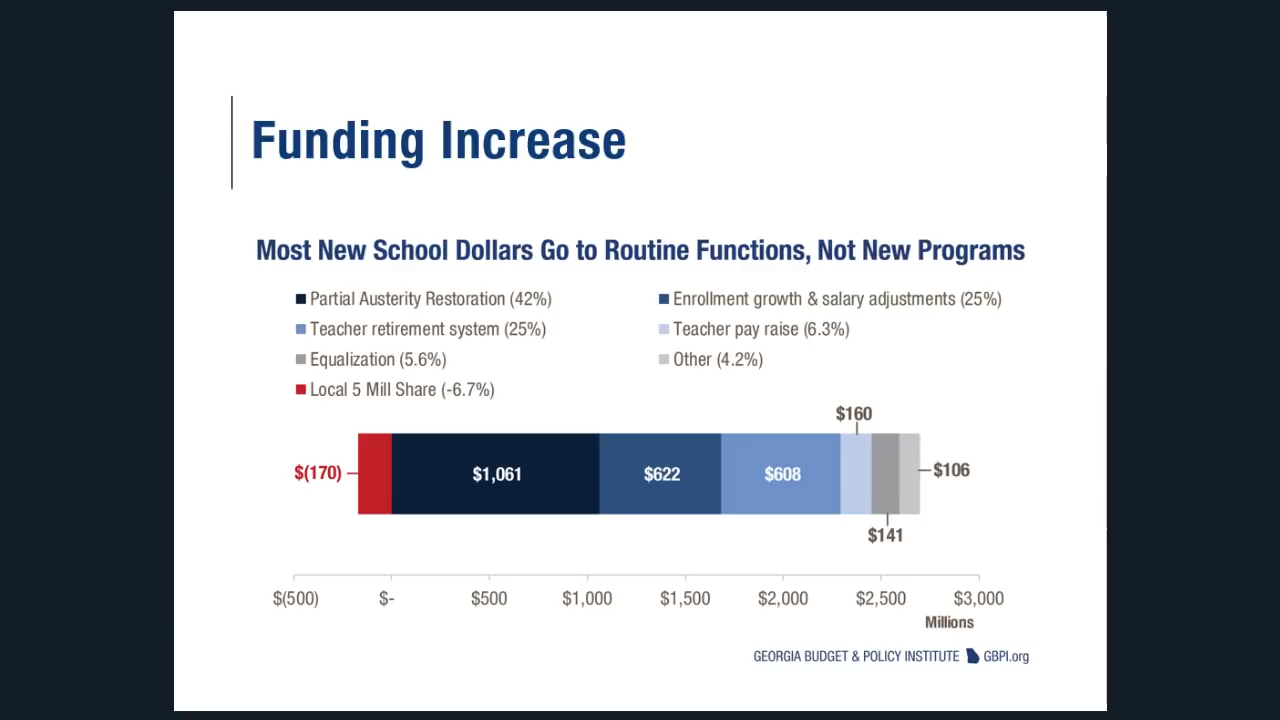 Funding Increase
Most New School Dollars Go to Routine Functions, Not New Programs
Partial Austerity Restoration (42%)
Enrollment growth & salary adjustments (25%)
Teacher retirement system (25%)
Teacher pay raise (6.3%)
Equalization (5.6%)
Other (4.2%)
Local 5 Mill Share (-6.7%)
$160
$(170)
$1,061
$622
$608
$106
$141
$(500)
$-
$500
$1,000
$1,500
$2,000
$2,500
$3,000
Millions
GEORGIA BUDGET & POLICY INSTITUTE GBPI.org